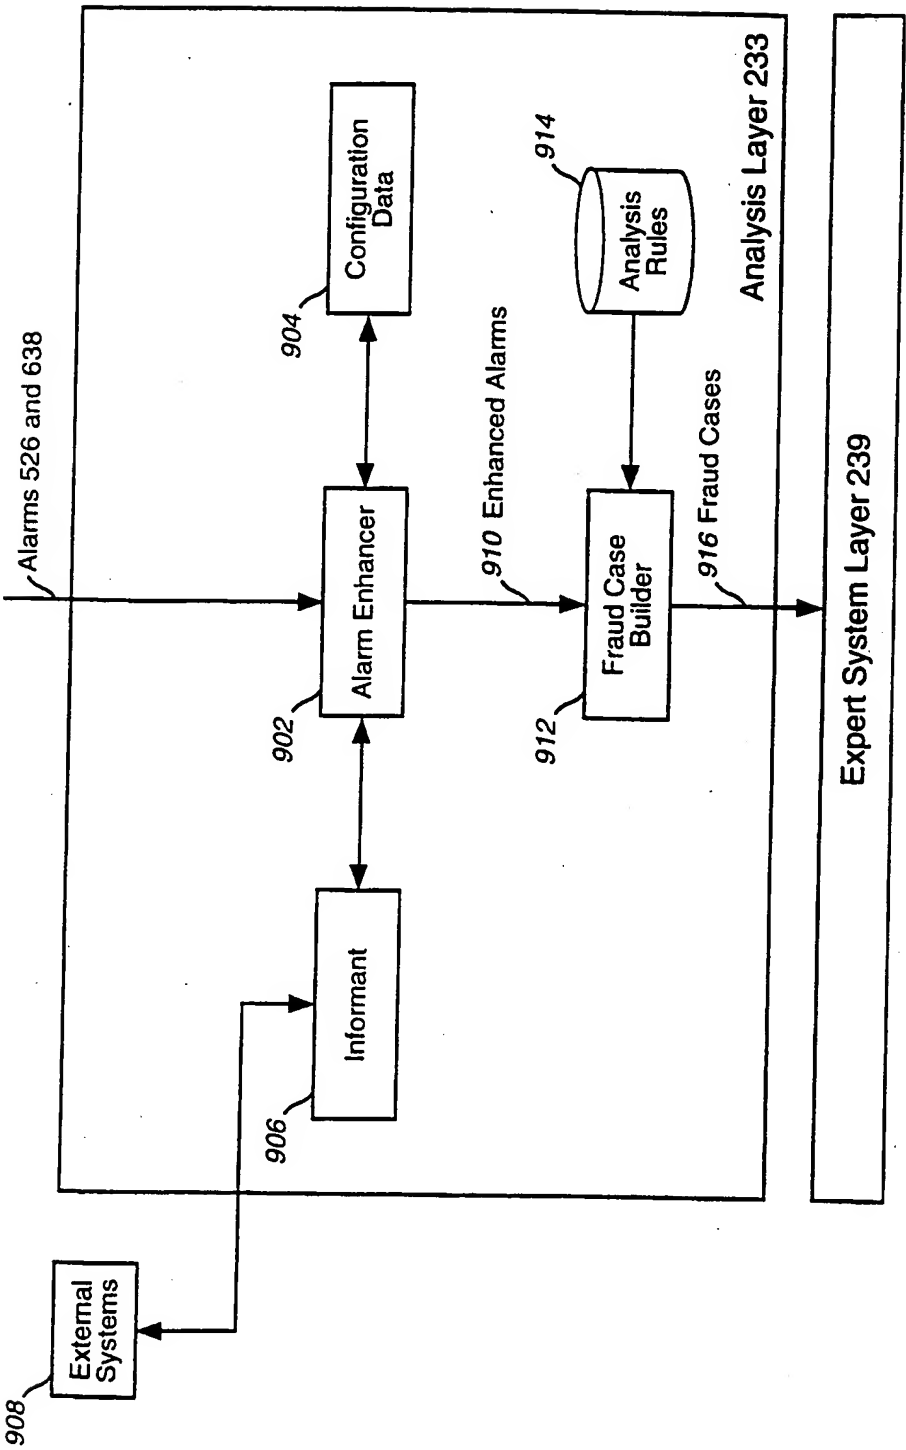 Alarms 526 and 638
908
External
Systems
906
Informant
902
Alarm Enhancer
904
Configuration
Data
910 Enhanced Alarms
912
Fraud Case
Builder
914
Analysis
Rules
916 Fraud Cases
Analysis Layer 233
Expert System Layer 239